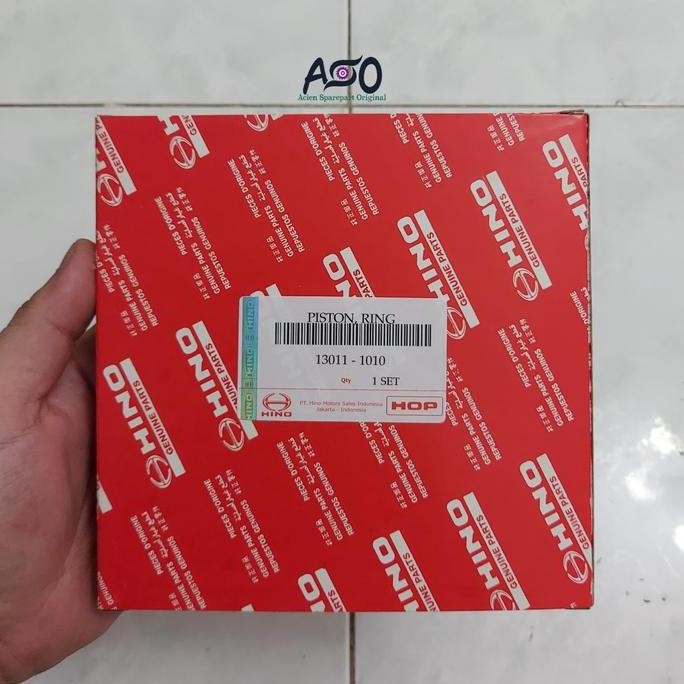 ASO
Acien Sparepart Original
HINO
GENUINE PARTS
PIECES D'ORIGINE
REPUESTOS GENUINOS
PISTON, RING
13011 - 1010
Qty 1 SET
HINO
PT. Hino Motors Sales Indonesia
Jakarta - Indonesia
HOP